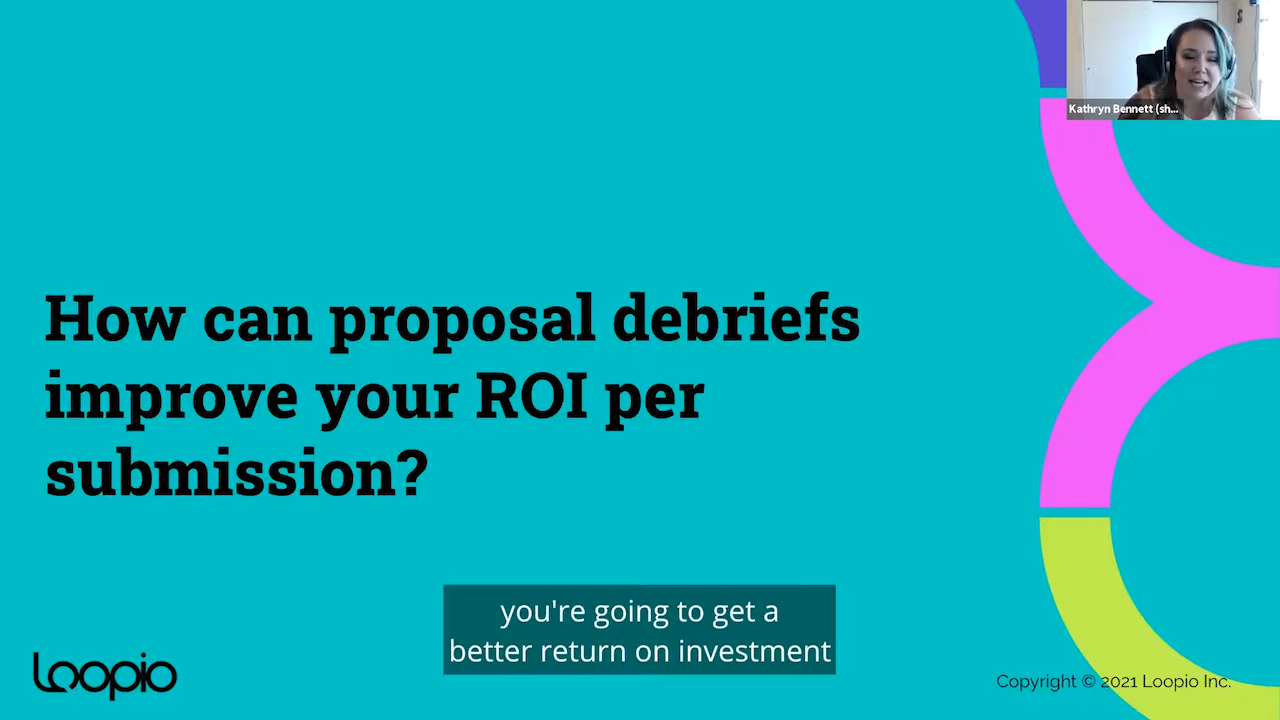 Kathryn Bennett (sh...
How can proposal debriefs
improve your ROI per
submission?
you're going to get a
better return on investment
Loopio
Copyright © 2021 Loopio Inc.